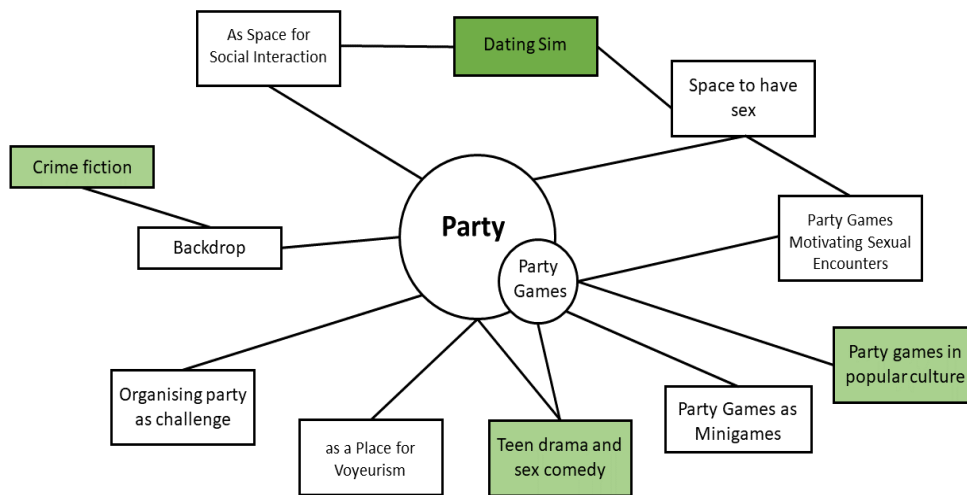 As Space for
Social Interaction
Dating Sim
Space to have
sex
Crime fiction
Backdrop
Party
Party
Games
Party Games
Motivating Sexual
Encounters
Organising party
as challenge
as a Place for
Voyeurism
Teen drama and
sex comedy
Party Games as
Minigames
Party games in
popular culture